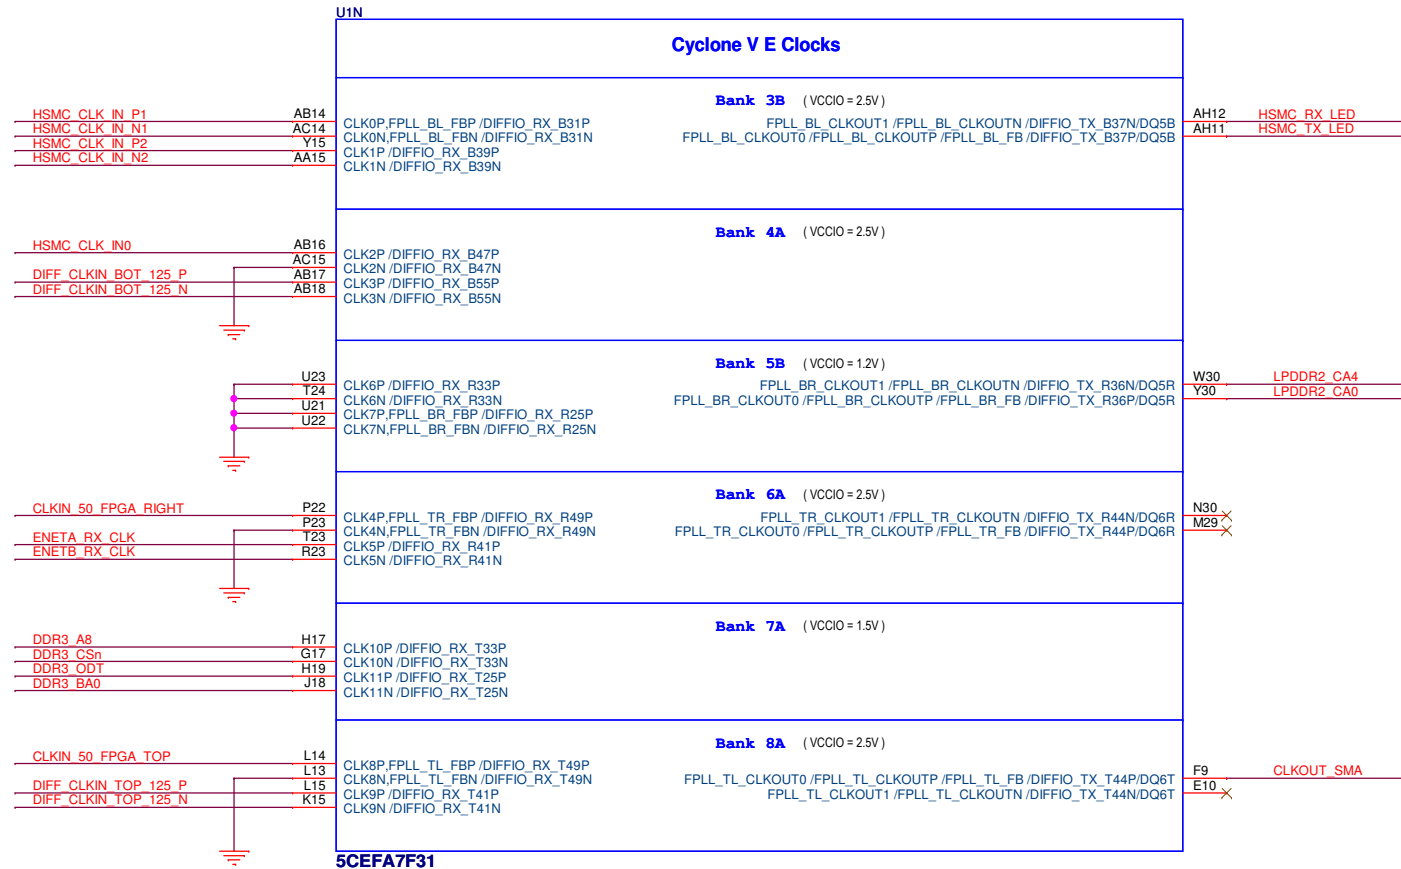 U1N
Cyclone V E Clocks
Bank 3B ( VCCIO = 2.5V )
HSMC_CLK_IN_P1 AB14 CLK0P,FPLL_BL_FBP /DIFFIO_RX_B31P FPLL_BL_CLKOUT1 /FPLL_BL_CLKOUTN /DIFFIO_TX_B37N/DQ5B AH12 HSMC_RX_LED
HSMC_CLK_IN_N1 AC14 CLK0N,FPLL_BL_FBN /DIFFIO_RX_B31N FPLL_BL_CLKOUT0 /FPLL_BL_CLKOUTP /FPLL_BL_FB /DIFFIO_TX_B37P/DQ5B AH11 HSMC_TX_LED
HSMC_CLK_IN_P2 Y15 CLK1P /DIFFIO_RX_B39P
HSMC_CLK_IN_N2 AA15 CLK1N /DIFFIO_RX_B39N
Bank 4A ( VCCIO = 2.5V )
HSMC_CLK_IN0 AB16 CLK2P /DIFFIO_RX_B47P
AC15 CLK2N /DIFFIO_RX_B47N
DIFF_CLKIN_BOT_125_P AB17 CLK3P /DIFFIO_RX_B55P
DIFF_CLKIN_BOT_125_N AB18 CLK3N /DIFFIO_RX_B55N
Bank 5B ( VCCIO = 1.2V )
U23 CLK6P /DIFFIO_RX_R33P FPLL_BR_CLKOUT1 /FPLL_BR_CLKOUTN /DIFFIO_TX_R36N/DQ5R W30 LPDDR2_CA4
T24 CLK6N /DIFFIO_RX_R33N FPLL_BR_CLKOUT0 /FPLL_BR_CLKOUTP /FPLL_BR_FB /DIFFIO_TX_R36P/DQ5R Y30 LPDDR2_CA0
U21 CLK7P,FPLL_BR_FBP /DIFFIO_RX_R25P
U22 CLK7N,FPLL_BR_FBN /DIFFIO_RX_R25N
Bank 6A ( VCCIO = 2.5V )
CLKIN_50_FPGA_RIGHT P22 CLK4P,FPLL_TR_FBP /DIFFIO_RX_R49P FPLL_TR_CLKOUT1 /FPLL_TR_CLKOUTN /DIFFIO_TX_R44N/DQ6R N30
P23 CLK4N,FPLL_TR_FBN /DIFFIO_RX_R49N FPLL_TR_CLKOUT0 /FPLL_TR_CLKOUTP /FPLL_TR_FB /DIFFIO_TX_R44P/DQ6R M29
ENETA_RX_CLK T23 CLK5P /DIFFIO_RX_R41P
ENETB_RX_CLK R23 CLK5N /DIFFIO_RX_R41N
Bank 7A ( VCCIO = 1.5V )
DDR3_A8 H17 CLK10P /DIFFIO_RX_T33P
DDR3_CSn G17 CLK10N /DIFFIO_RX_T33N
DDR3_ODT H19 CLK11P /DIFFIO_RX_T25P
DDR3_BA0 J18 CLK11N /DIFFIO_RX_T25N
Bank 8A ( VCCIO = 2.5V )
CLKIN_50_FPGA_TOP L14 CLK8P,FPLL_TL_FBP /DIFFIO_RX_T49P
L13 CLK8N,FPLL_TL_FBN /DIFFIO_RX_T49N FPLL_TL_CLKOUT0 /FPLL_TL_CLKOUTP /FPLL_TL_FB /DIFFIO_TX_T44P/DQ6T F9 CLKOUT_SMA
DIFF_CLKIN_TOP_125_P L15 CLK9P /DIFFIO_RX_T41P FPLL_TL_CLKOUT1 /FPLL_TL_CLKOUTN /DIFFIO_TX_T44N/DQ6T E10
DIFF_CLKIN_TOP_125_N K15 CLK9N /DIFFIO_RX_T41N
5CEFA7F31